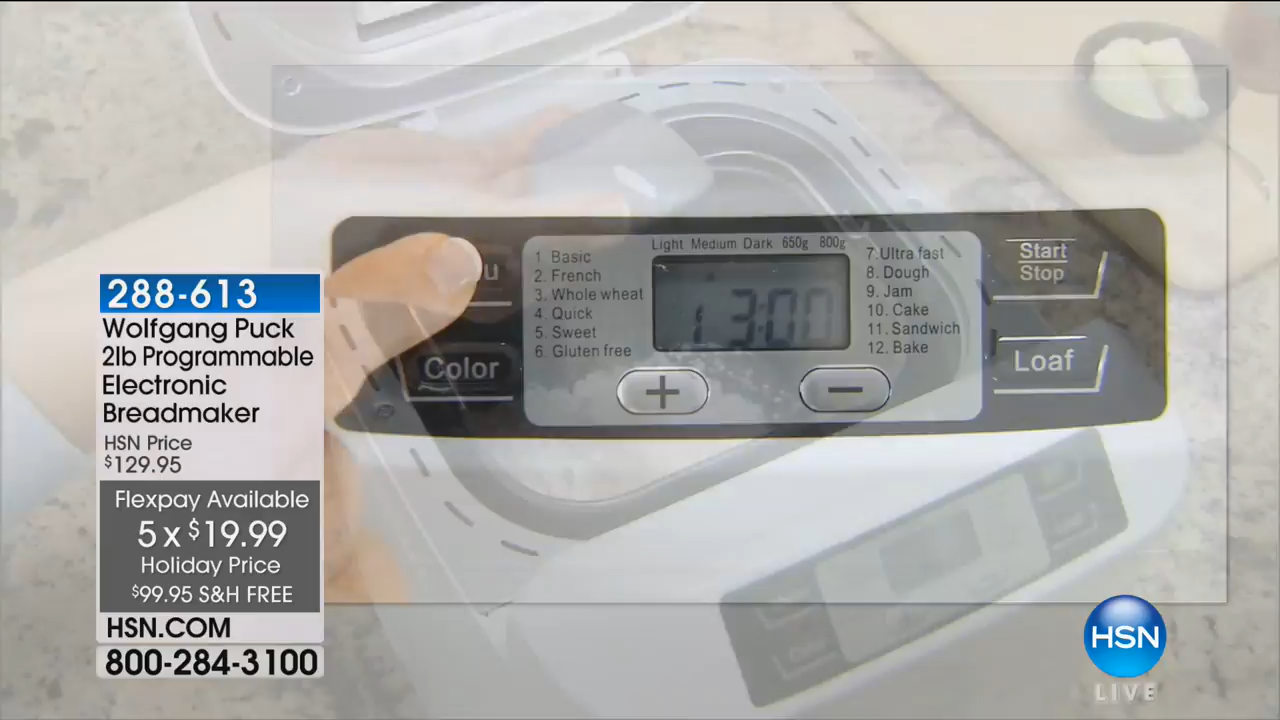 288-613
Wolfgang Puck
2lb Programmable
Electronic
Breadmaker
HSN Price
$129.95
Flexpay Available
5 x $19.99
Holiday Price
$99.95 S&H FREE
HSN.COM
800-284-3100
Color
1 Basic
2. French
3. Whole wheat
4. Quick
5. Sweet
6. Gluten free
Light Medium Dark 650g 800g
1 3:00
+ −
7.Ultra fast
8. Dough
9. Jam
10. Cake
11. Sandwich
12. Bake
Start
Stop
Loaf
HSN
LIVE